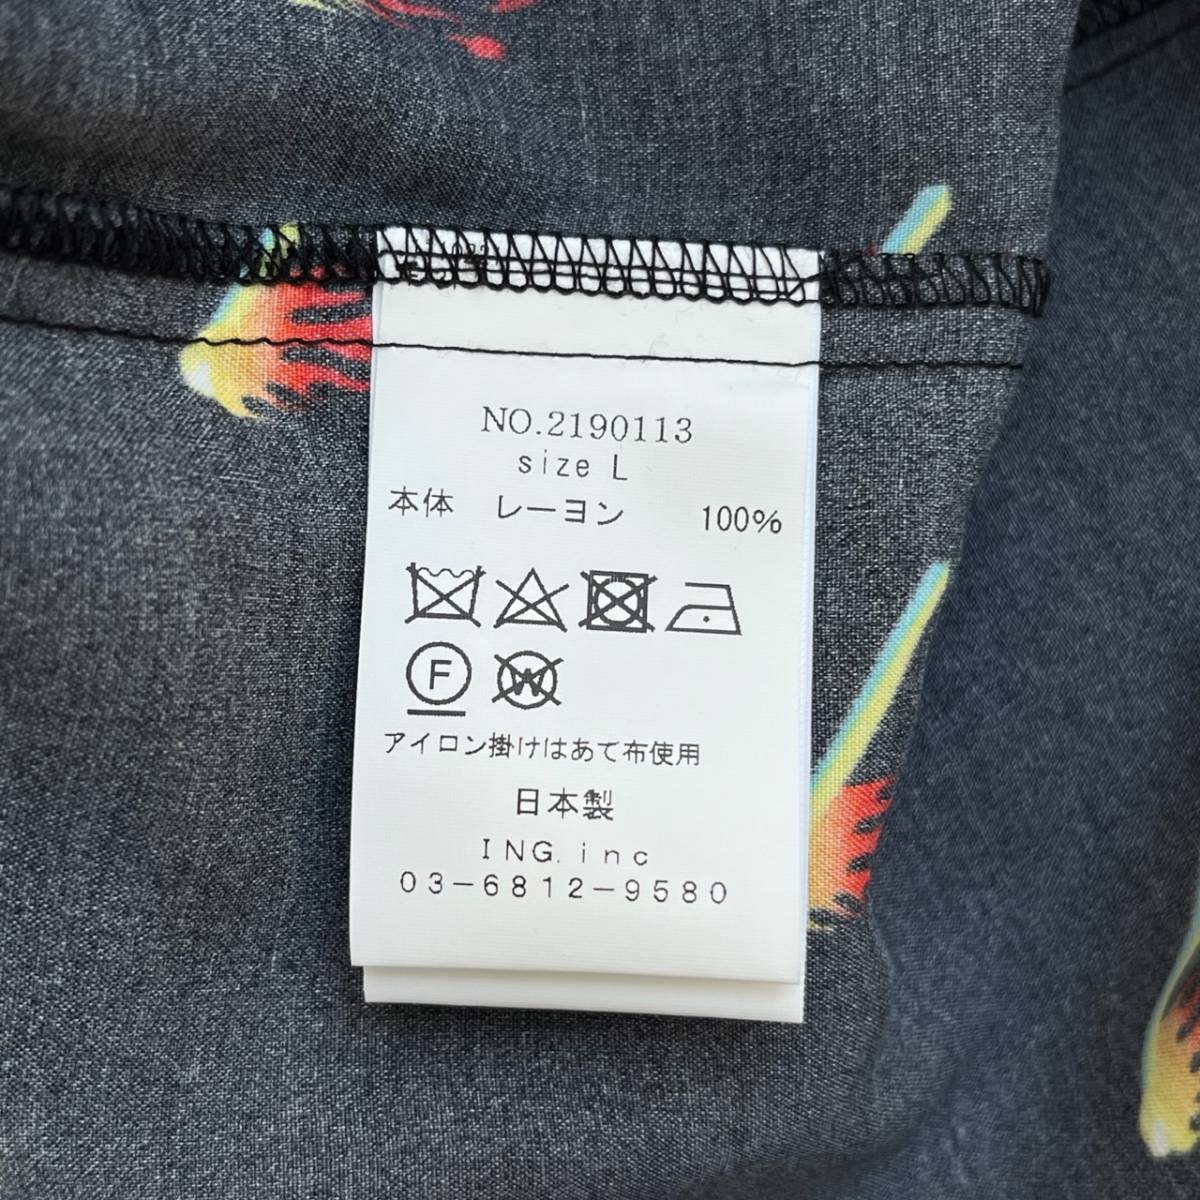 NO.2190113
size L
本体 レーヨン 100%
F W
アイロン掛けはあて布使用
日本製
ING.inc
03-6812-9580